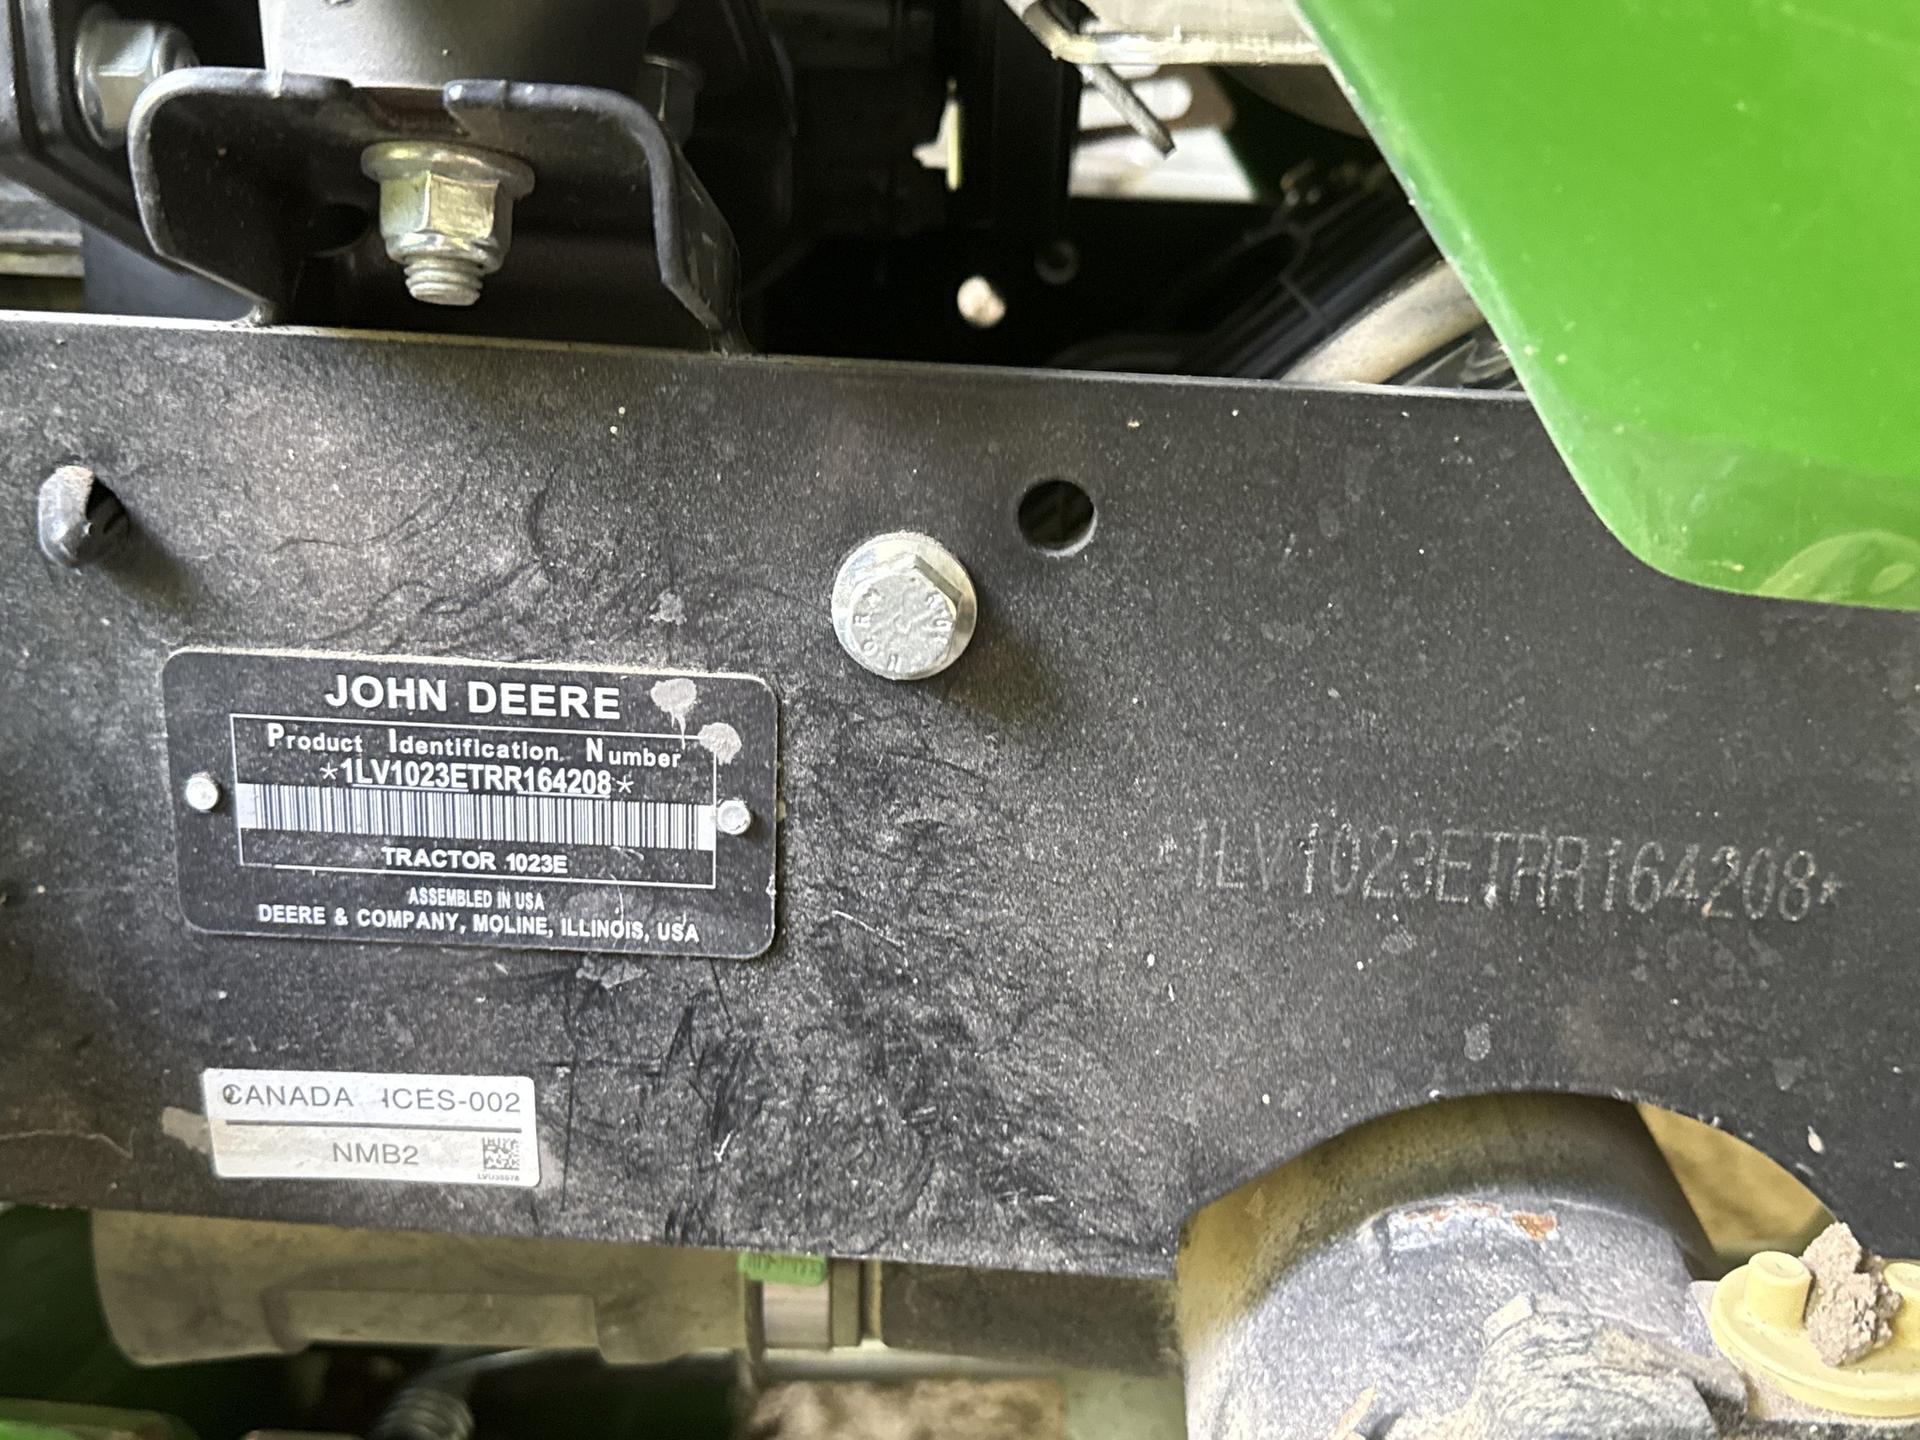 JOHN DEERE
Product Identification Number
*1LV1023ETRR164208*
TRACTOR 1023E
ASSEMBLED IN USA
DEERE & COMPANY, MOLINE, ILLINOIS, USA
1LV1023ETRR164208*
CANADA ICES-002
NMB2